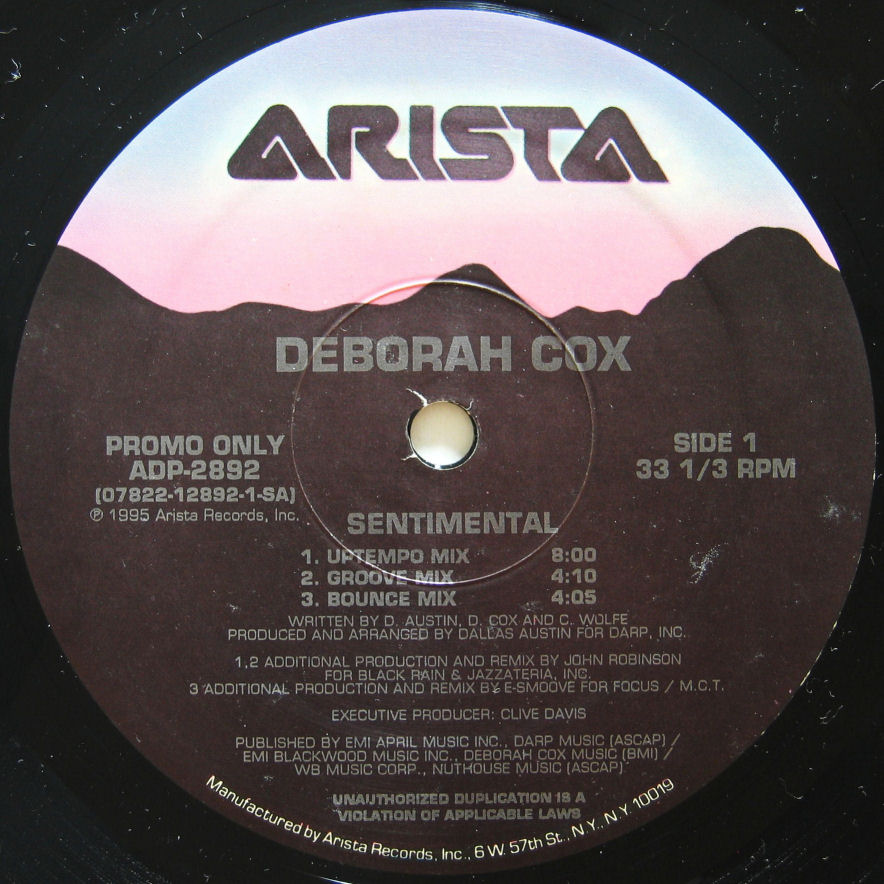 ARISTA
DEBORAH COX
PROMO ONLY
ADP-2892
(07822-12892-1-SA)
℗ 1995 Arista Records, Inc.
SIDE 1
33 1/3 RPM
SENTIMENTAL
1. UPTEMPO MIX 8:00
2. GROOVE MIX 4:10
3. BOUNCE MIX 4:05
WRITTEN BY D. AUSTIN, D. COX AND C. WOLFE
PRODUCED AND ARRANGED BY DALLAS AUSTIN FOR DARP, INC.
1,2 ADDITIONAL PRODUCTION AND REMIX BY JOHN ROBINSON
FOR BLACK RAIN & JAZZATERIA, INC.
3 ADDITIONAL PRODUCTION AND REMIX BY E-SMOOVE FOR FOCUS / M.C.T.
EXECUTIVE PRODUCER: CLIVE DAVIS
PUBLISHED BY EMI APRIL MUSIC INC., DARP MUSIC (ASCAP) /
EMI BLACKWOOD MUSIC INC., DEBORAH COX MUSIC (BMI) /
WB MUSIC CORP., NUTHOUSE MUSIC (ASCAP)
UNAUTHORIZED DUPLICATION IS A
VIOLATION OF APPLICABLE LAWS
Manufactured by Arista Records, Inc., 6 W. 57th St., N.Y., N.Y. 10019